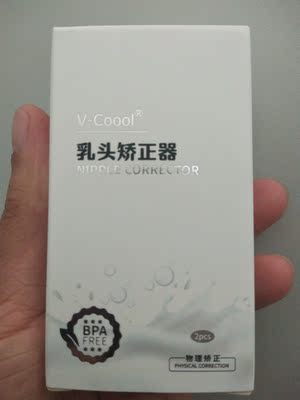 V-Coool®
乳头矫正器
NIPPLE CORRECTOR
BPA
FREE
2pcs
物理矫正
PHYSICAL CORRECTION